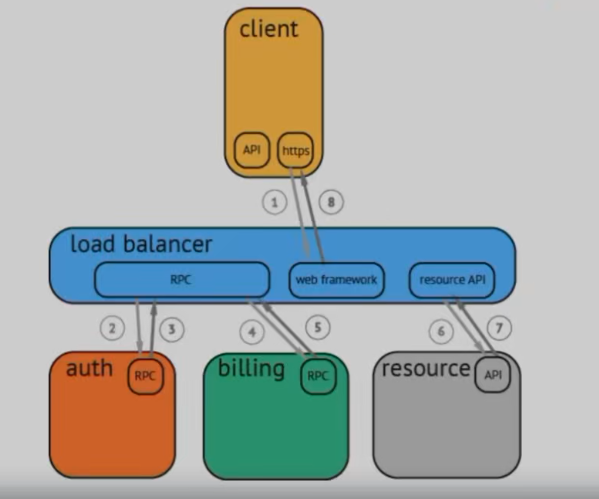 client
API https
1 8
load balancer
RPC web framework resource API
2 3 4 5 6 7
auth RPC billing RPC resource API